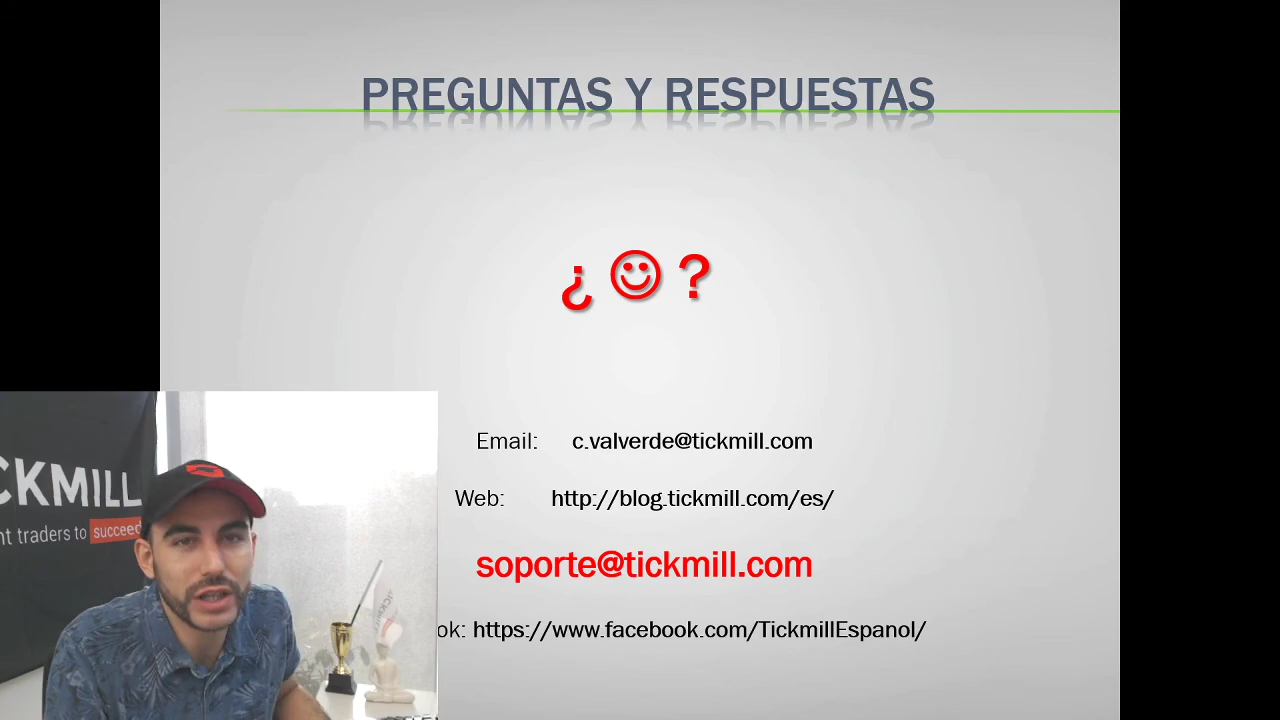 PREGUNTAS Y RESPUESTAS
¿☺?
Email: c.valverde@tickmill.com
Web: http://blog.tickmill.com/es/
soporte@tickmill.com
ok: https://www.facebook.com/TickmillEspanol/
CKMILL
nt traders to succeed